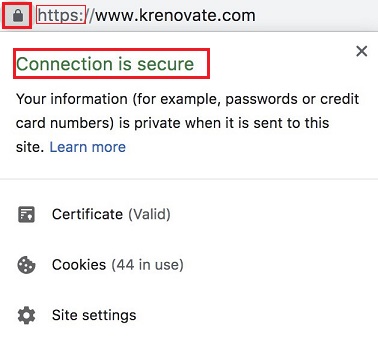 https://www.krenovate.com
Connection is secure
Your information (for example, passwords or credit
card numbers) is private when it is sent to this
site. Learn more
Certificate (Valid)
Cookies (44 in use)
Site settings